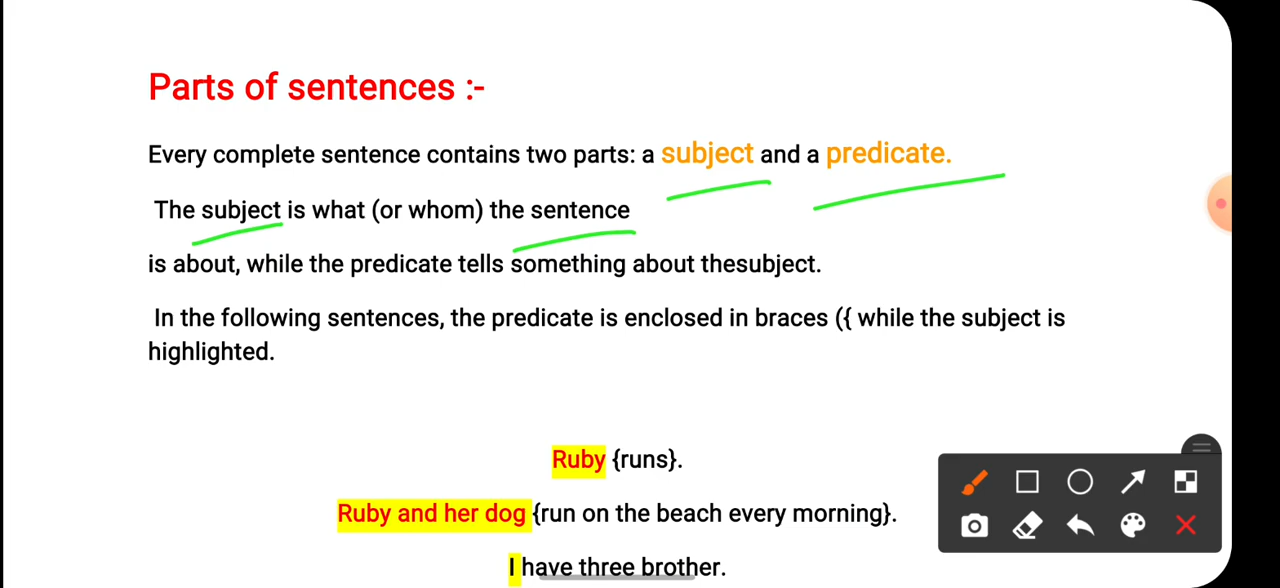 Parts of sentences :-
Every complete sentence contains two parts: a subject and a predicate.
The subject is what (or whom) the sentence
is about, while the predicate tells something about thesubject.
In the following sentences, the predicate is enclosed in braces ({ while the subject is
highlighted.
Ruby {runs}.
Ruby and her dog {run on the beach every morning}.
I have three brother.